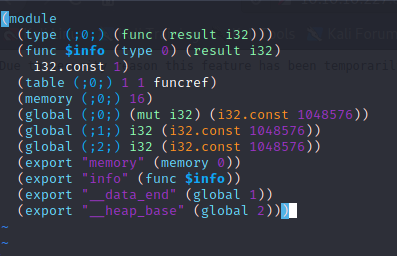 (module
(type (;0;) (func (result i32)))
(func $info (type 0) (result i32)
i32.const 1)
(table (;0;) 1 1 funcref)
(memory (;0;) 16)
(global (;0;) (mut i32) (i32.const 1048576))
(global (;1;) i32 (i32.const 1048576))
(global (;2;) i32 (i32.const 1048576))
(export "memory" (memory 0))
(export "info" (func $info))
(export "__data_end" (global 1))
(export "__heap_base" (global 2)))
~
~